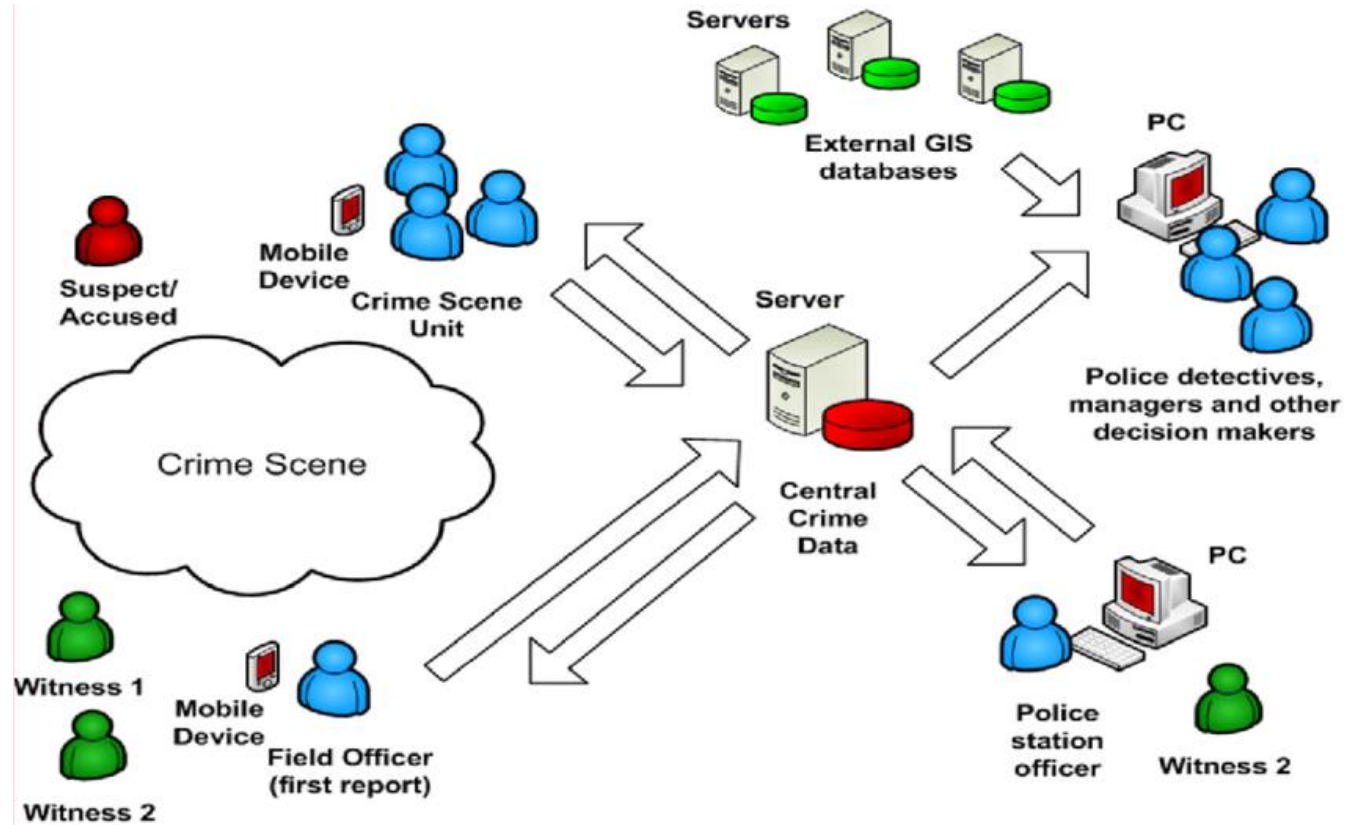 Servers
External GIS
databases
PC
Mobile
Device
Crime Scene
Unit
Suspect/
Accused
Server
Police detectives,
managers and other
decision makers
Crime Scene
Central
Crime
Data
PC
Witness 1
Mobile
Device
Field Officer
(first report)
Witness 2
Police
station
officer
Witness 2